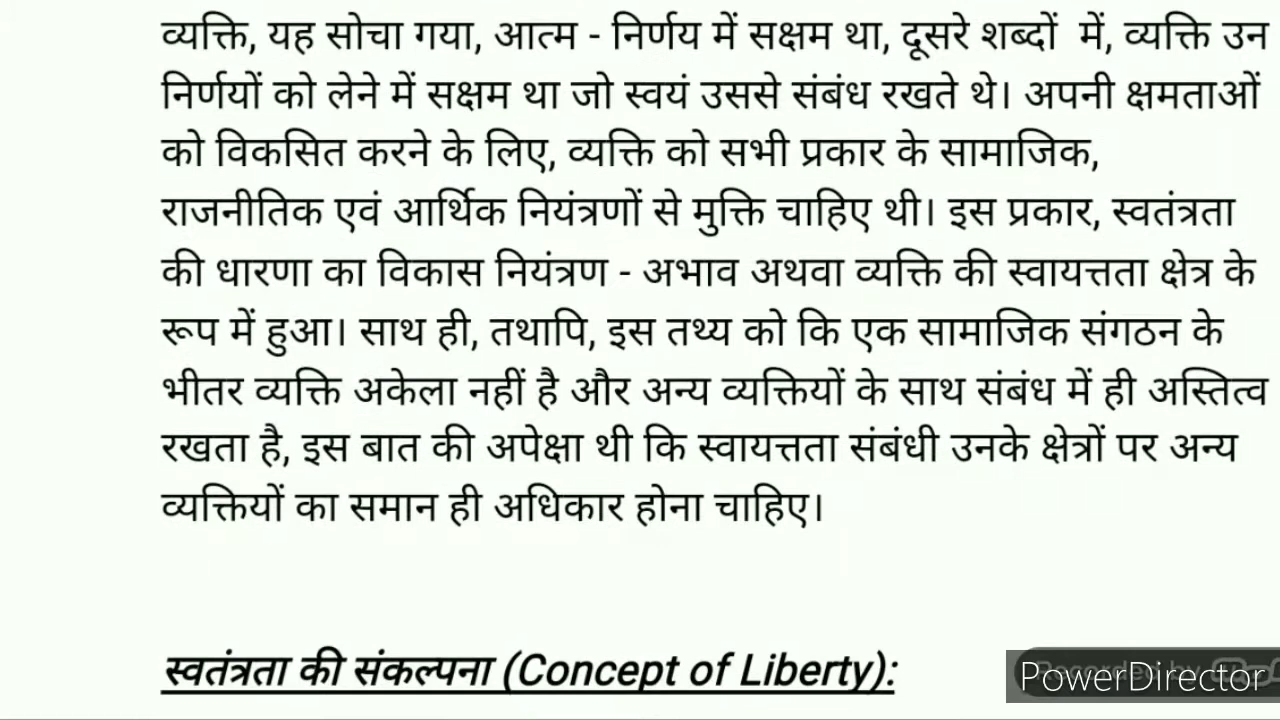 व्यक्ति, यह सोचा गया, आत्म - निर्णय में सक्षम था, दूसरे शब्दों में, व्यक्ति उन
निर्णयों को लेने में सक्षम था जो स्वयं उससे संबंध रखते थे। अपनी क्षमताओं
को विकसित करने के लिए, व्यक्ति को सभी प्रकार के सामाजिक,
राजनीतिक एवं आर्थिक नियंत्रणों से मुक्ति चाहिए थी। इस प्रकार, स्वतंत्रता
की धारणा का विकास नियंत्रण - अभाव अथवा व्यक्ति की स्वायत्तता क्षेत्र के
रूप में हुआ। साथ ही, तथापि, इस तथ्य को कि एक सामाजिक संगठन के
भीतर व्यक्ति अकेला नहीं है और अन्य व्यक्तियों के साथ संबंध में ही अस्तित्व
रखता है, इस बात की अपेक्षा थी कि स्वायत्तता संबंधी उनके क्षेत्रों पर अन्य
व्यक्तियों का समान ही अधिकार होना चाहिए।
स्वतंत्रता की संकल्पना (Concept of Liberty):
PowerDirector